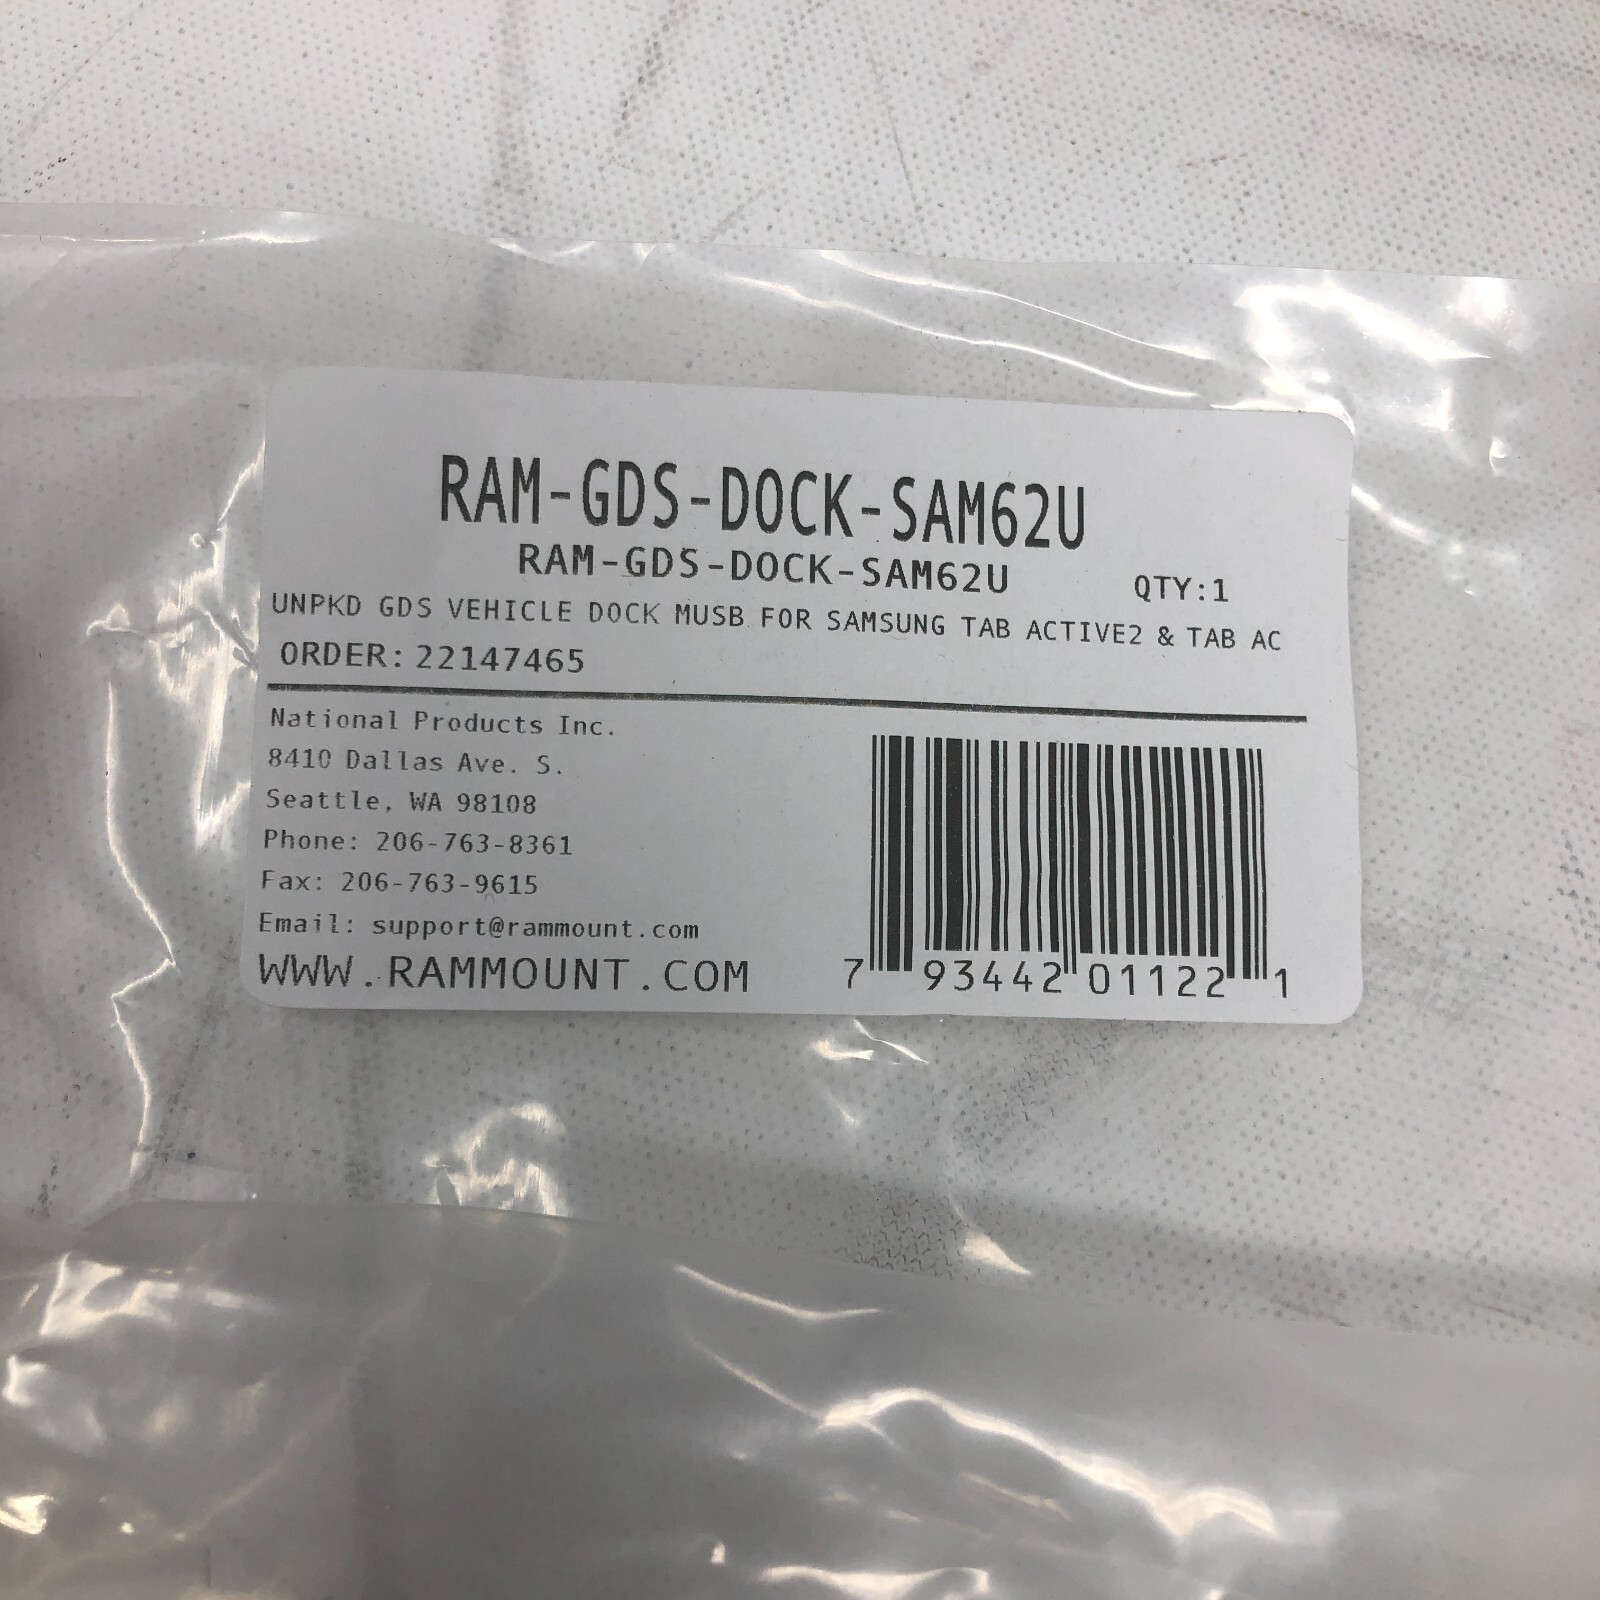 RAM-GDS-DOCK-SAM62U
RAM-GDS-DOCK-SAM62U QTY:1
UNPKD GDS VEHICLE DOCK MUSB FOR SAMSUNG TAB ACTIVE2 & TAB AC
ORDER: 22147465
National Products Inc.
8410 Dallas Ave. S.
Seattle, WA 98108
Phone: 206-763-8361
Fax: 206-763-9615
Email: support@rammount.com
WWW.RAMMOUNT.COM
7 93442 01122 1